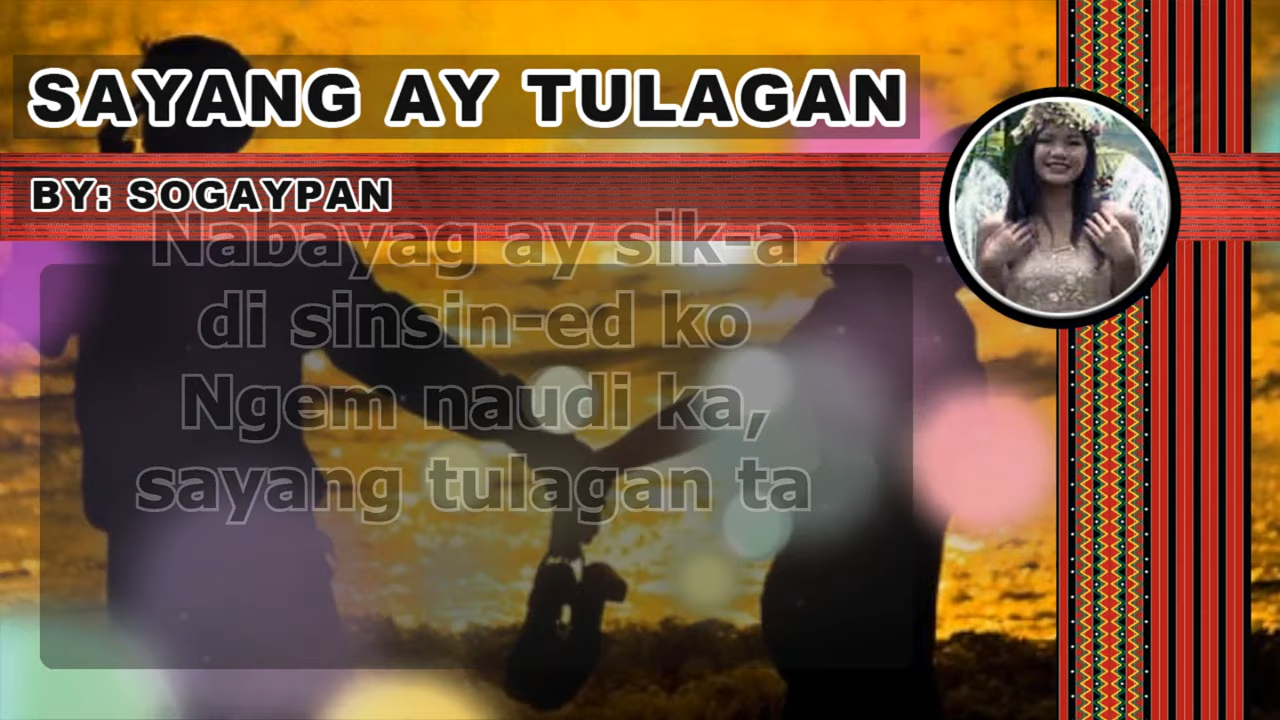 SAYANG AY TULAGAN
BY: SOGAYPAN
Nabayag ay sik-a
di sinsin-ed ko
Ngem naudi ka,
sayang tulagan ta